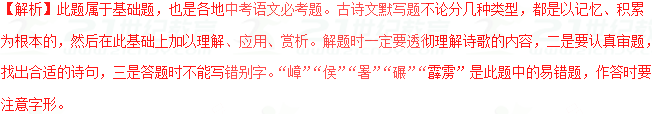 【解析】此题属于基础题，也是各地中考语文必考题。古诗文默写题不论分几种类型，都是以记忆、积累
为根本的，然后在此基础上加以理解、应用、赏析。解题时一定要透彻理解诗歌的内容，二是要认真审题，
找出合适的诗句，三是答题时不能写错别字。“嶂”“侯”“署”“碾”“霹雳”是此题中的易错题，作答时要
注意字形。